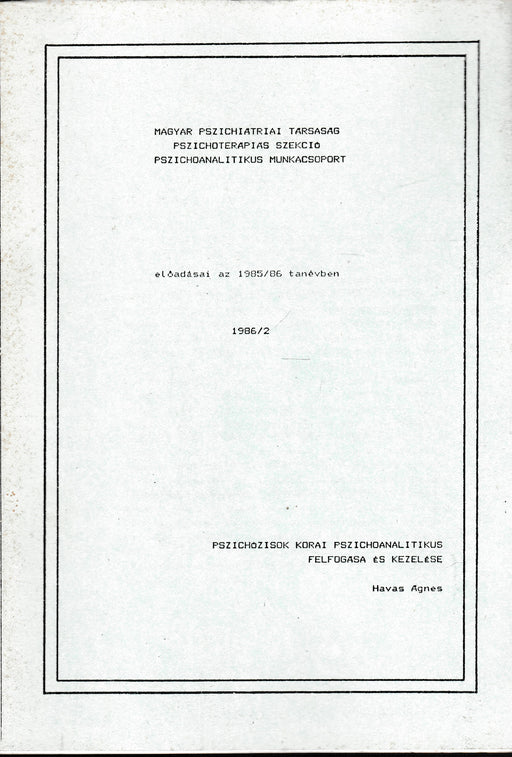 MAGYAR PSZICHIATRIAI TARSASAG
PSZICHOTERAPIAS SZEKCIÓ
PSZICHOANALITIKUS MUNKACSOPORT
előadásai az 1985/86 tanévben
1986/2
PSZICHÓZISOK KORAI PSZICHOANALITIKUS
FELFOGASA ÉS KEZELÉSE
Havas Ágnes